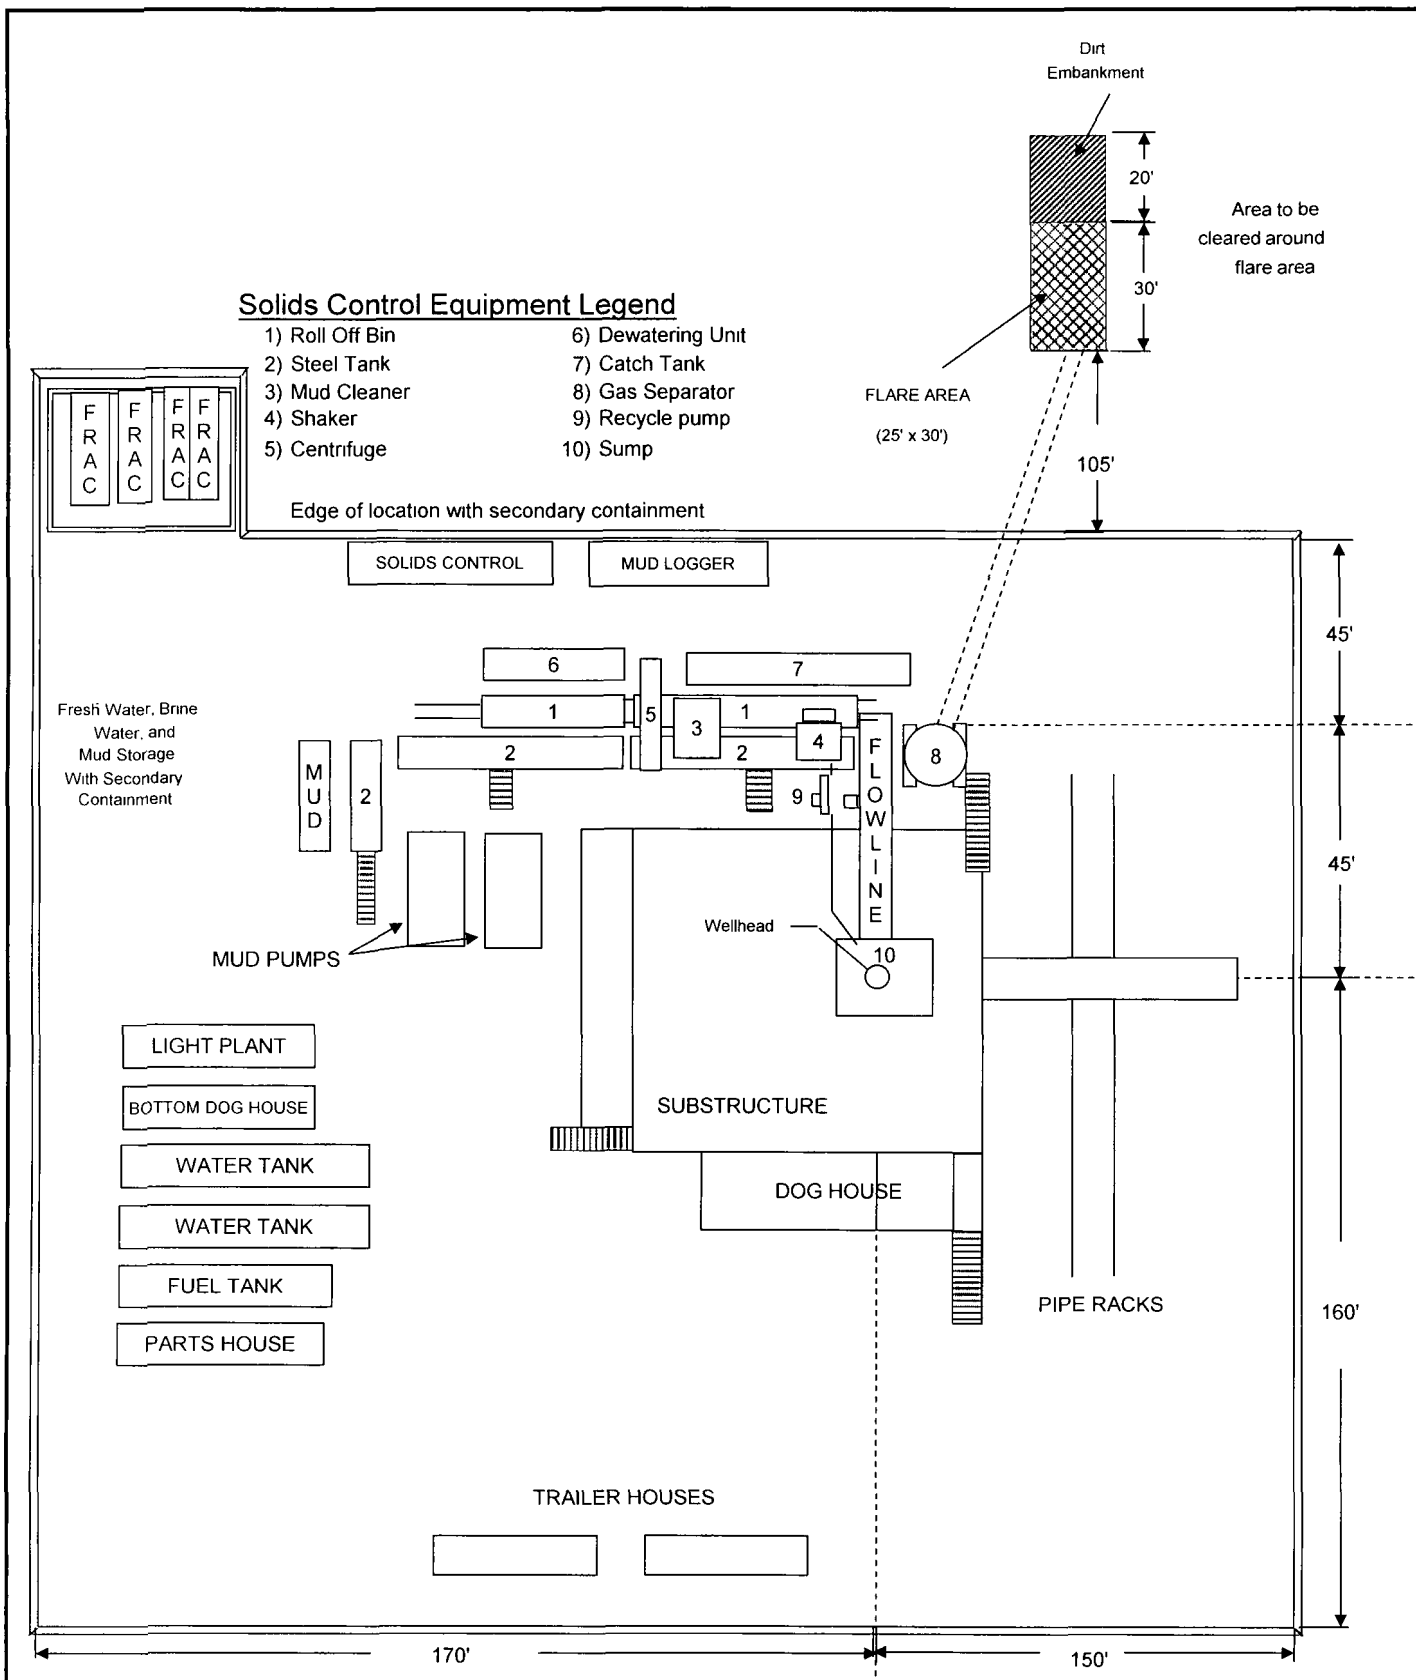 Dirt
Embankment
20'
Area to be
cleared around
flare area
30'
Solids Control Equipment Legend
1) Roll Off Bin
2) Steel Tank
3) Mud Cleaner
4) Shaker
5) Centrifuge
6) Dewatering Unit
7) Catch Tank
8) Gas Separator
9) Recycle pump
10) Sump
FLARE AREA
(25' x 30')
105'
FRAC
FRAC
FRAC
FRAC
Edge of location with secondary containment
SOLIDS CONTROL
MUD LOGGER
45'
6
7
1
5
1
3
4
2
2
8
Fresh Water, Brine
Water, and
Mud Storage
With Secondary
Containment
MUD
2
9
FLOWLINE
45'
Wellhead
10
MUD PUMPS
LIGHT PLANT
BOTTOM DOG HOUSE
SUBSTRUCTURE
WATER TANK
DOG HOUSE
WATER TANK
FUEL TANK
PIPE RACKS
160'
PARTS HOUSE
TRAILER HOUSES
170'
150'